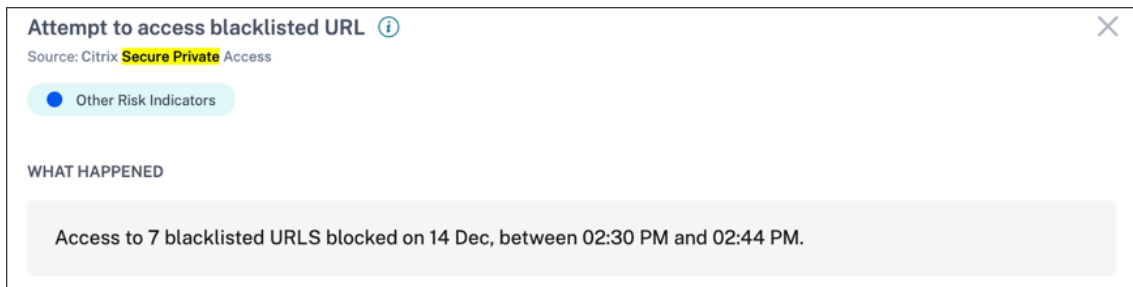 Attempt to access blacklisted URL i
Source: Citrix Secure Private Access
Other Risk Indicators
WHAT HAPPENED
Access to 7 blacklisted URLS blocked on 14 Dec, between 02:30 PM and 02:44 PM.